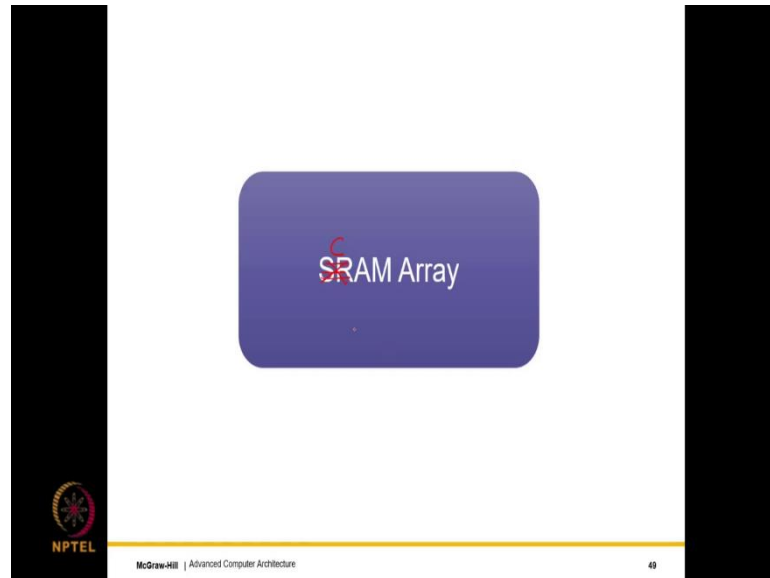 C
SRAM Array
NPTEL
McGraw-Hill | Advanced Computer Architecture
49